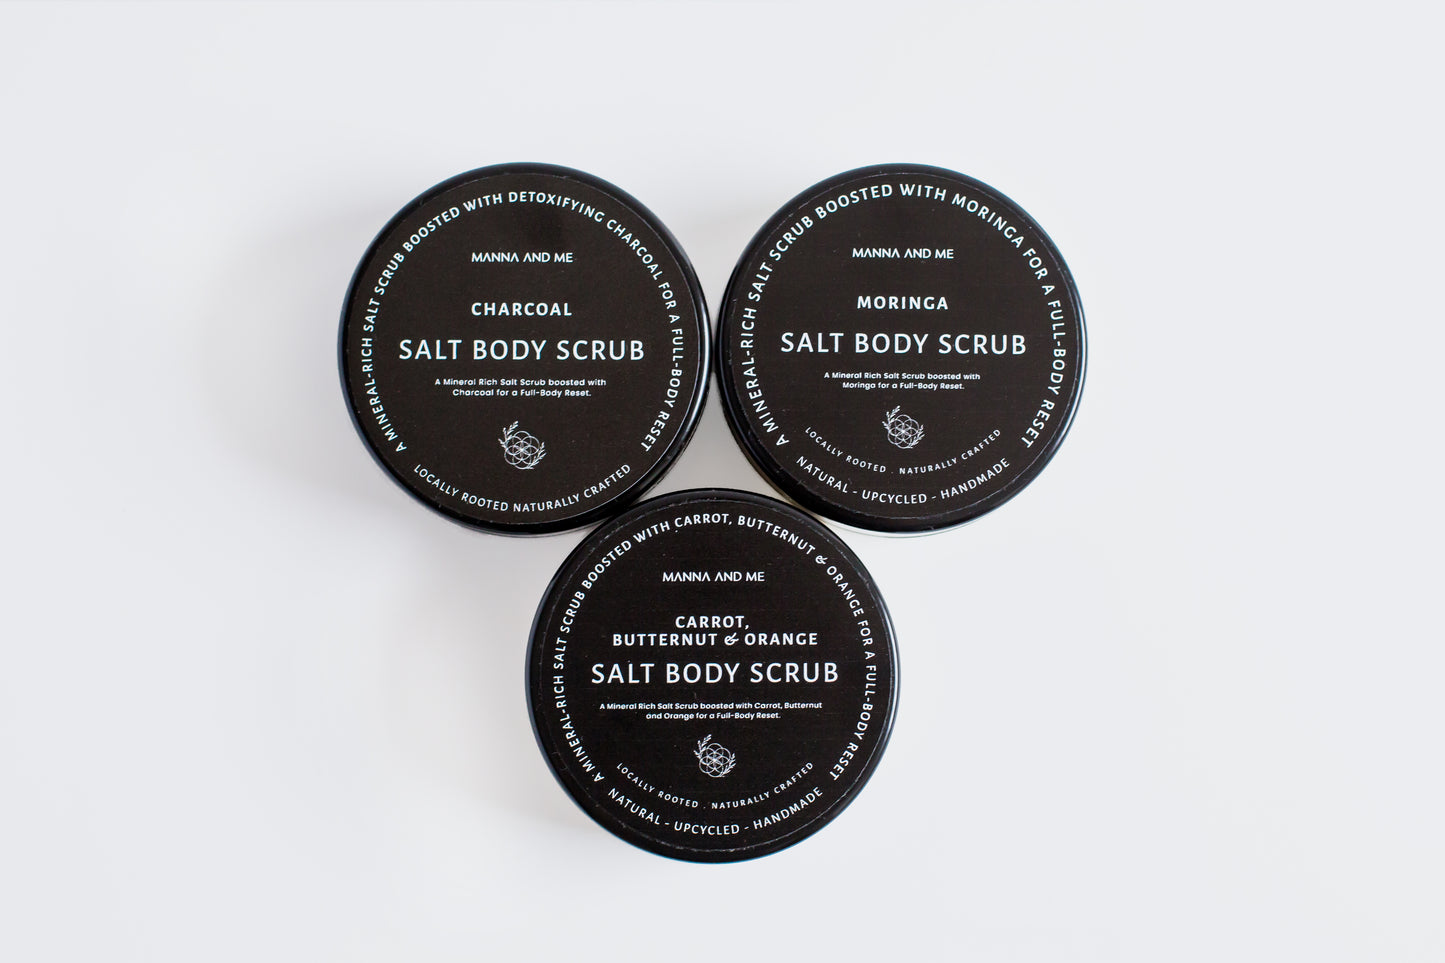 A MINERAL-RICH SALT SCRUB BOOSTED WITH DETOXIFYING CHARCOAL FOR A FULL-BODY RESET
MANNA AND ME
CHARCOAL
SALT BODY SCRUB
A Mineral Rich Salt Scrub boosted with
Charcoal for a Full-Body Reset.
LOCALLY ROOTED NATURALLY CRAFTED
A MINERAL-RICH SALT SCRUB BOOSTED WITH MORINGA FOR A FULL-BODY RESET
MANNA AND ME
MORINGA
SALT BODY SCRUB
A Mineral Rich Salt Scrub boosted with
Moringa for a Full-Body Reset.
LOCALLY ROOTED . NATURALLY CRAFTED
NATURAL - UPCYCLED - HANDMADE
A MINERAL-RICH SALT SCRUB BOOSTED WITH CARROT, BUTTERNUT & ORANGE FOR A FULL-BODY RESET
MANNA AND ME
CARROT,
BUTTERNUT & ORANGE
SALT BODY SCRUB
A Mineral Rich Salt Scrub boosted with Carrot, Butternut
and Orange for a Full-Body Reset.
LOCALLY ROOTED . NATURALLY CRAFTED
NATURAL - UPCYCLED - HANDMADE